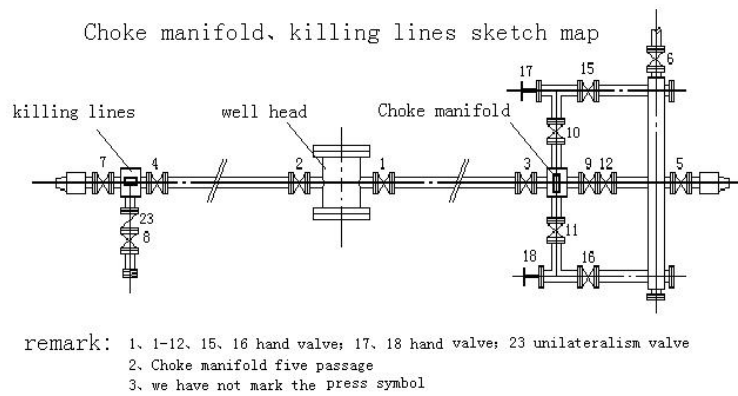 Choke manifold、killing lines sketch map
6
17
15
killing lines
well head
Choke manifold
10
7 4 2 1 3 9 12 5
23
8
11
18
16
remark: 1、1-12、15、16 hand valve; 17、18 hand valve; 23 unilateralism valve
2、Choke manifold five passage
3、we have not mark the press symbol